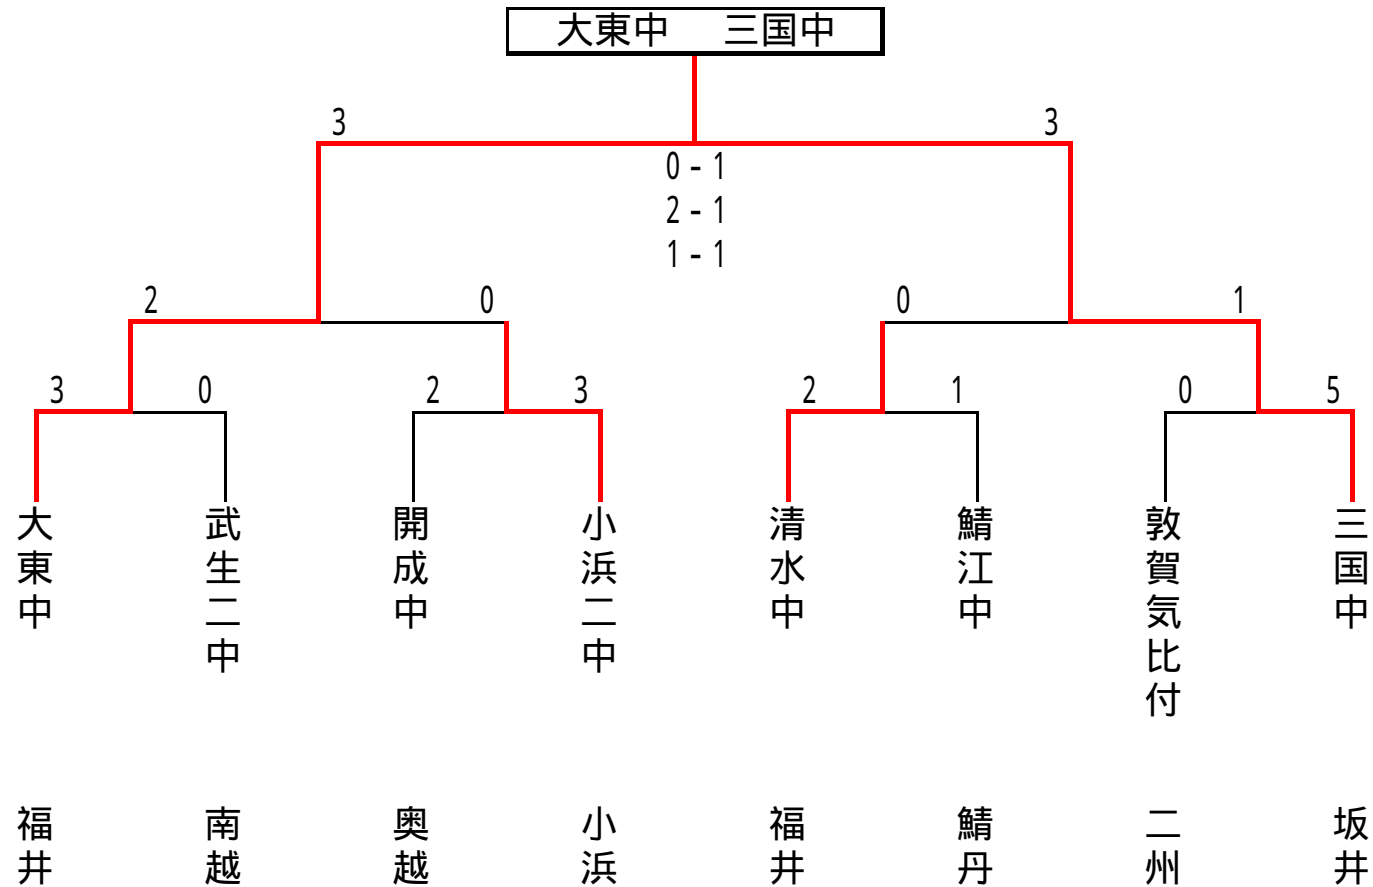 大東中 三国中
3 3
0 - 1
2 - 1
1 - 1
2 0 0 1
3 0 2 3 2 1 0 5
大東中
武生二中
開成中
小浜二中
清水中
鯖江中
敦賀気比付
三国中
福井
南越
奥越
小浜
福井
鯖丹
二州
坂井